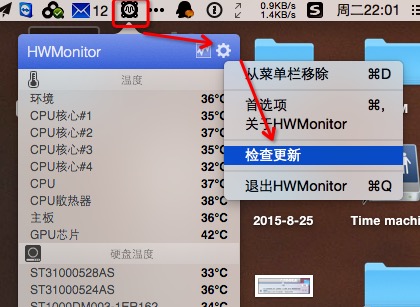 12
0.9KB/s
1.4KB/s
周二22:01
HWMonitor
从菜单栏移除 ⌘D
首选项 ⌘,
关于HWMonitor
检查更新
退出HWMonitor ⌘Q
温度
环境 36°C
CPU核心#1 35°C
CPU核心#2 37°C
CPU核心#3 35°C
CPU核心#4 32°C
CPU 37°C
CPU散热器 38°C
主板 36°C
GPU芯片 42°C
硬盘温度
ST31000528AS 33°C
ST31000524AS 36°C
2015-8-25
Time machi